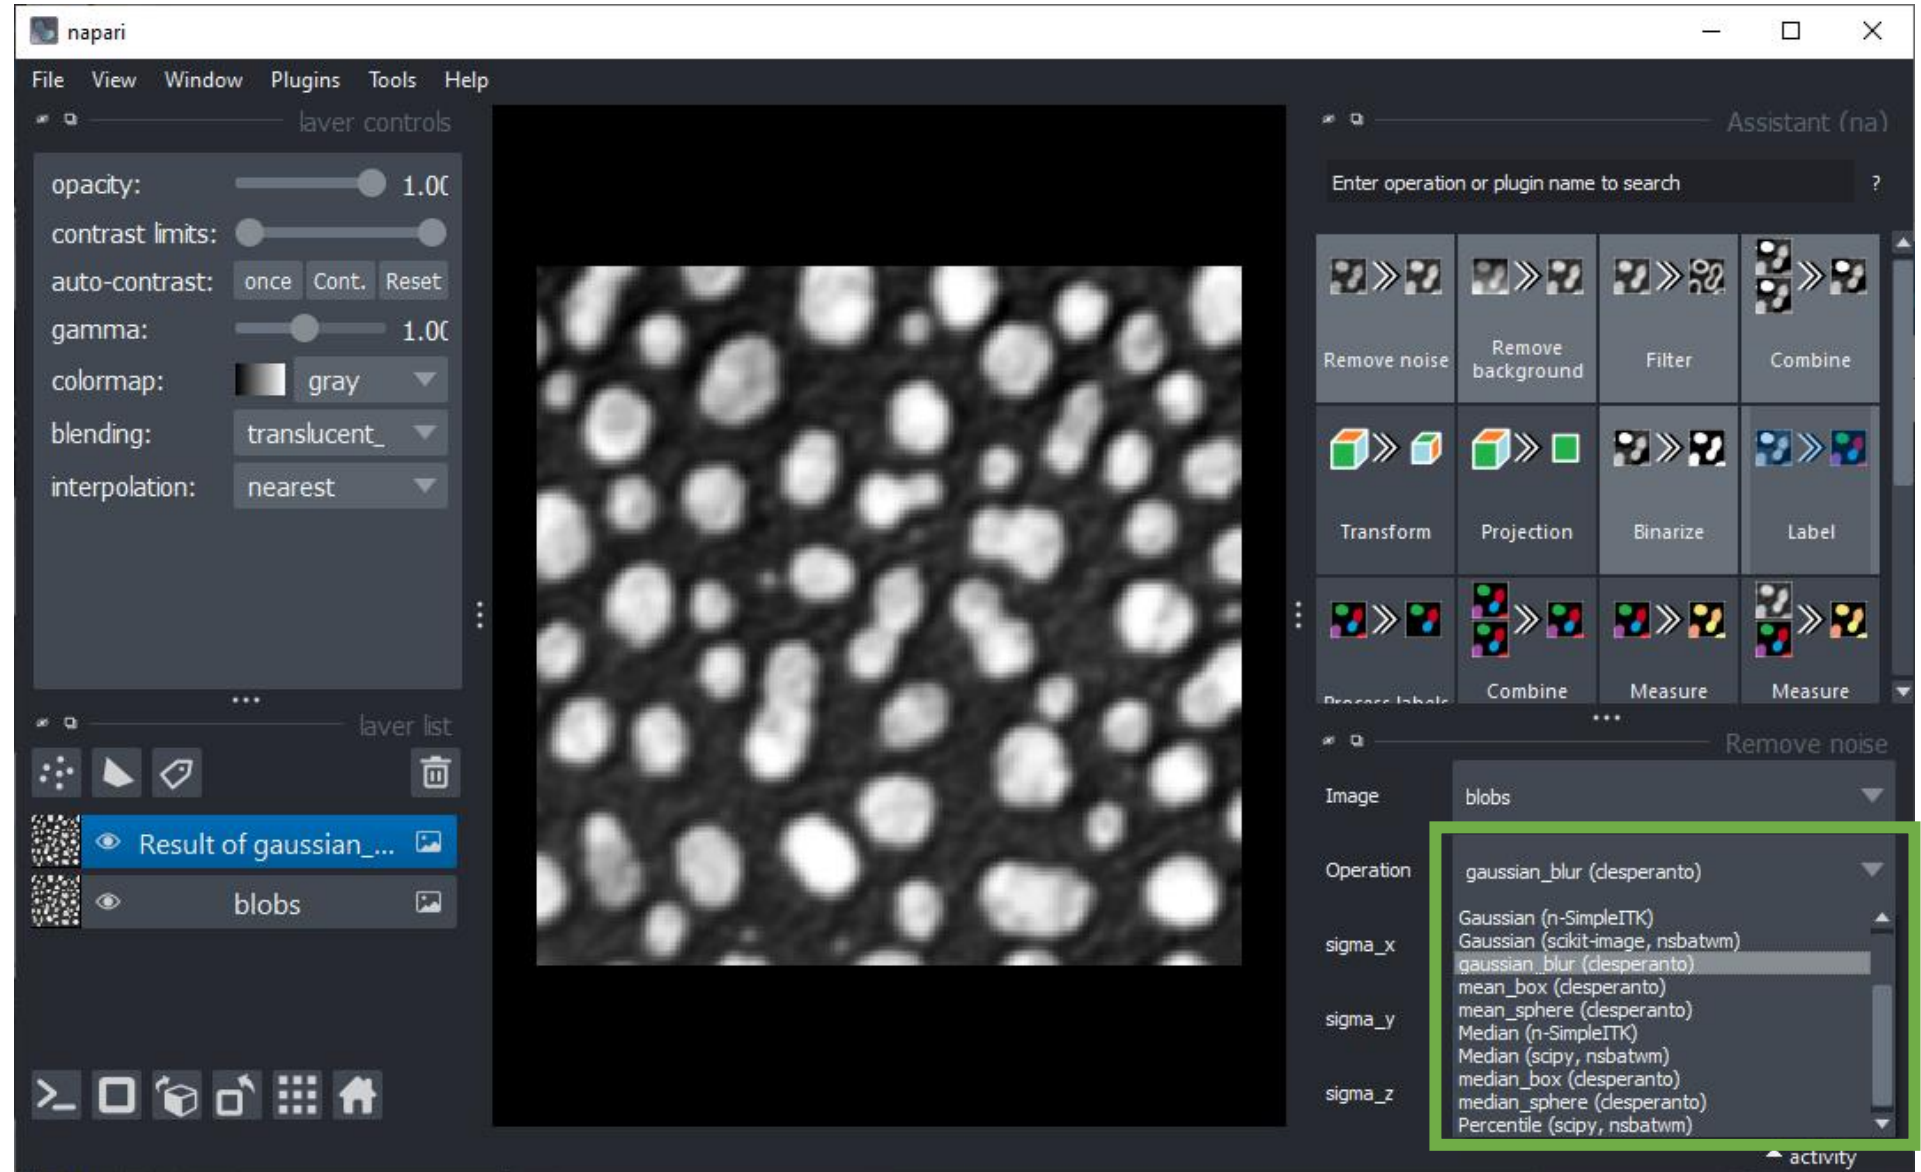 napari
File View Window Plugins Tools Help
layer controls
opacity: 1.00
contrast limits:
auto-contrast: once Cont. Reset
gamma: 1.00
colormap: gray
blending: translucent_
interpolation: nearest
layer list
Result of gaussian_...
blobs
Assistant (na)
Enter operation or plugin name to search ?
Remove noise
Remove background
Filter
Combine
Transform
Projection
Binarize
Label
Process labels
Combine
Measure
Measure
Remove noise
Image blobs
Operation gaussian_blur (clesperanto)
Gaussian (n-SimpleITK)
Gaussian (scikit-image, nsbatwm)
gaussian_blur (clesperanto)
mean_box (clesperanto)
mean_sphere (clesperanto)
Median (n-SimpleITK)
Median (scipy, nsbatwm)
median_box (clesperanto)
median_sphere (clesperanto)
Percentile (scipy, nsbatwm)
sigma_x
sigma_y
sigma_z
activity